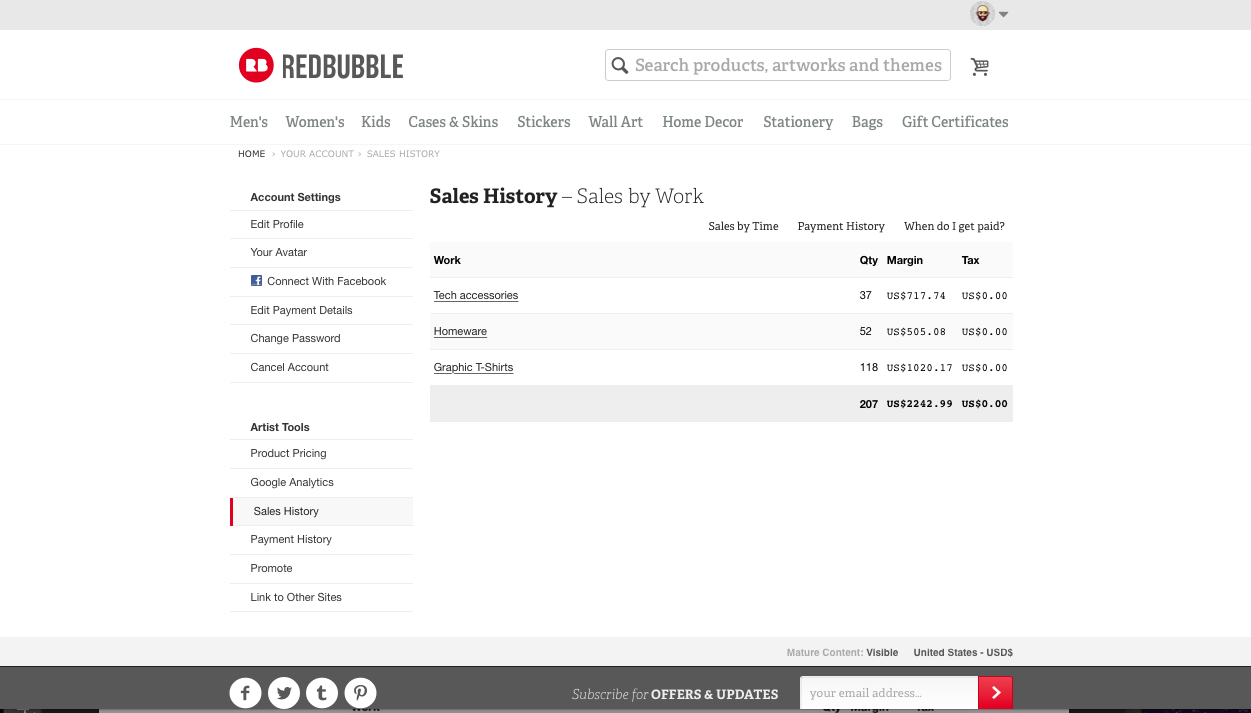 RB REDBUBBLE
Search products, artworks and themes
Men's Women's Kids Cases & Skins Stickers Wall Art Home Decor Stationery Bags Gift Certificates
HOME › YOUR ACCOUNT › SALES HISTORY
Account Settings
Edit Profile
Your Avatar
f Connect With Facebook
Edit Payment Details
Change Password
Cancel Account
Artist Tools
Product Pricing
Google Analytics
Sales History
Payment History
Promote
Link to Other Sites
Sales History – Sales by Work
Sales by Time Payment History When do I get paid?
Work Qty Margin Tax
Tech accessories 37 US$717.74 US$0.00
Homeware 52 US$505.08 US$0.00
Graphic T-Shirts 118 US$1020.17 US$0.00
207 US$2242.99 US$0.00
Mature Content: Visible United States - USD$
f t Subscribe for OFFERS & UPDATES your email address...